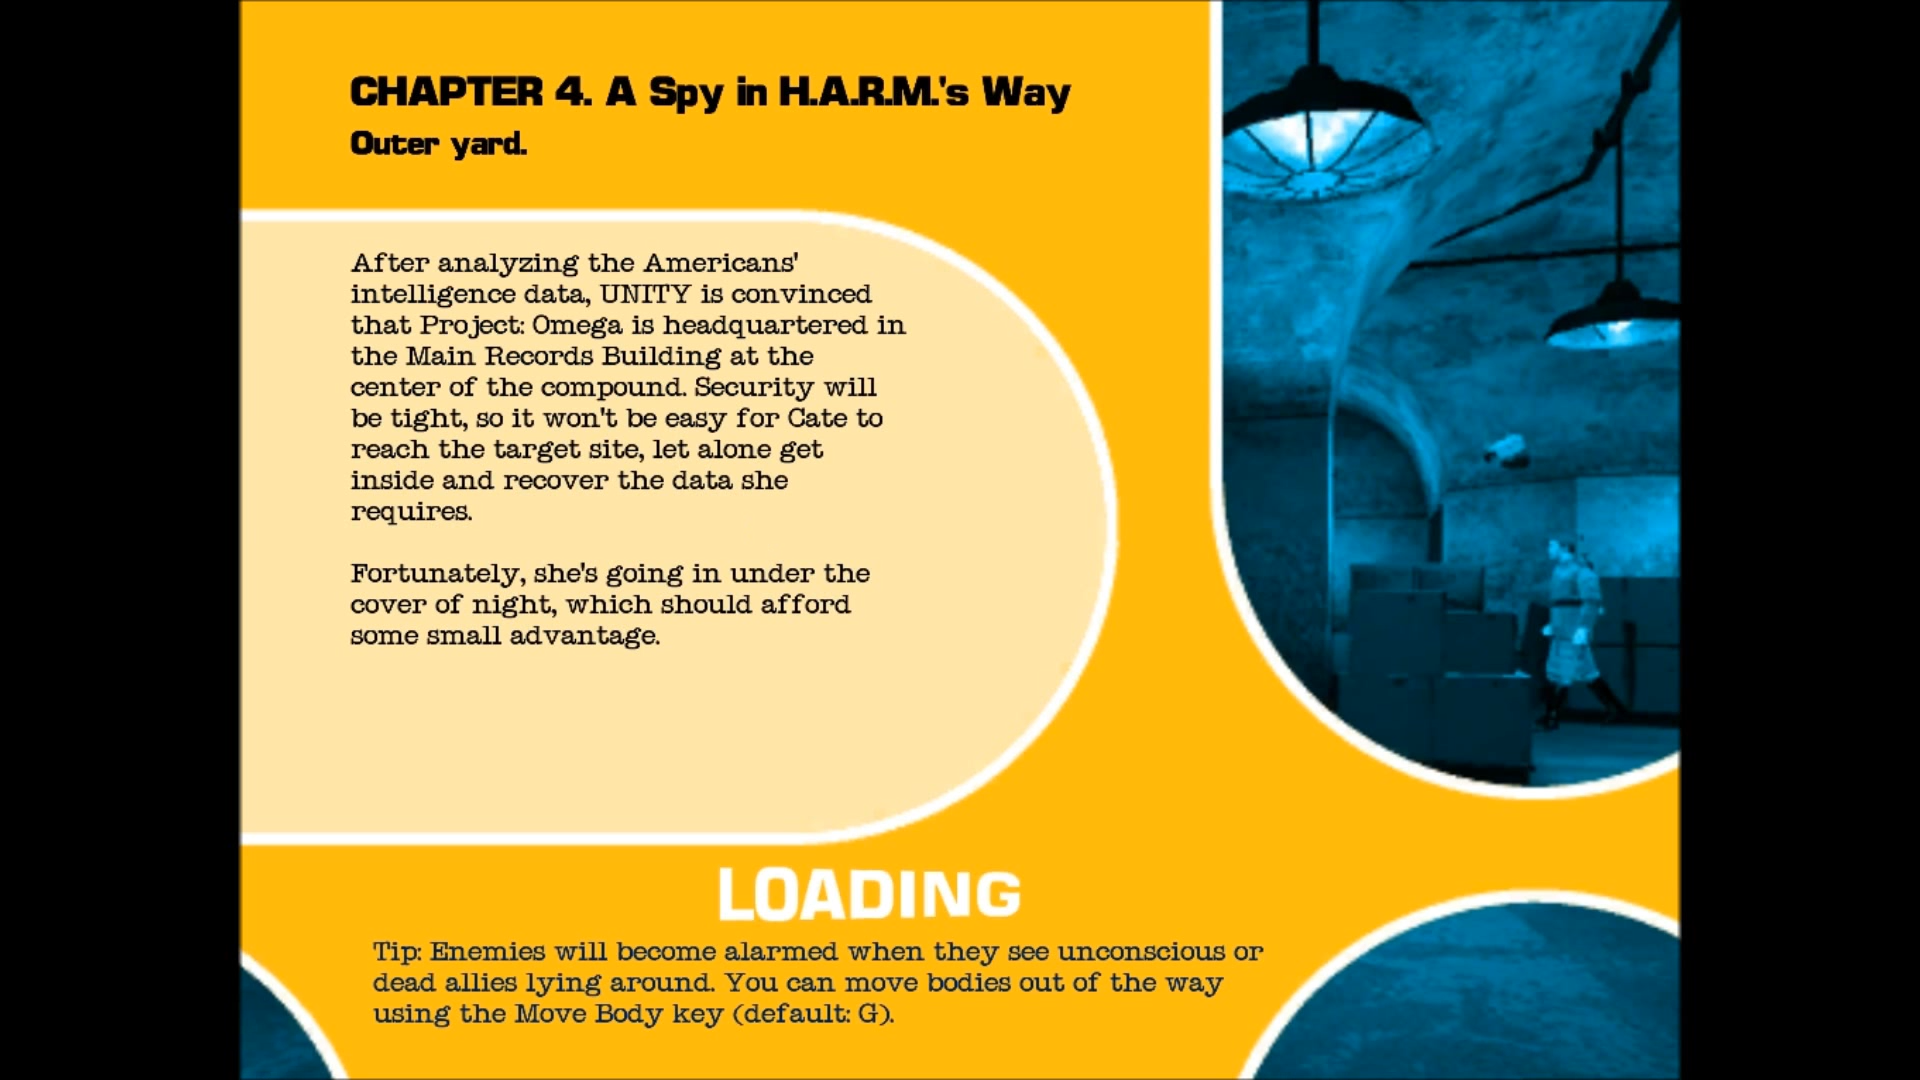 CHAPTER 4. A Spy in H.A.R.M.'s Way
Outer yard.
After analyzing the Americans'
intelligence data, UNITY is convinced
that Project: Omega is headquartered in
the Main Records Building at the
center of the compound. Security will
be tight, so it won't be easy for Cate to
reach the target site, let alone get
inside and recover the data she
requires.
Fortunately, she's going in under the
cover of night, which should afford
some small advantage.
LOADING
Tip: Enemies will become alarmed when they see unconscious or
dead allies lying around. You can move bodies out of the way
using the Move Body key (default: G).